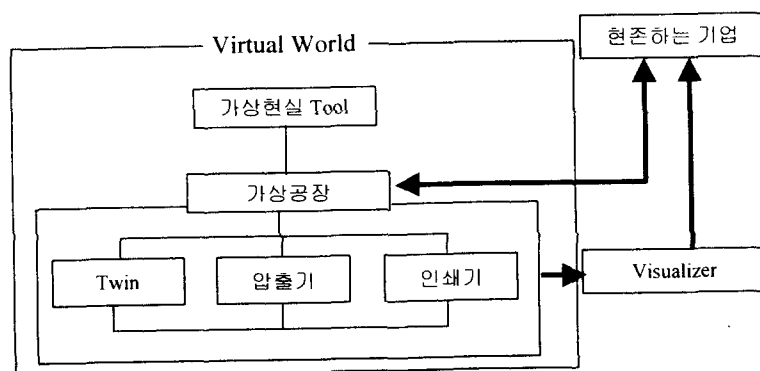 Virtual World
현존하는 기업
가상현실 Tool
가상공장
Twin
압출기
인쇄기
Visualizer